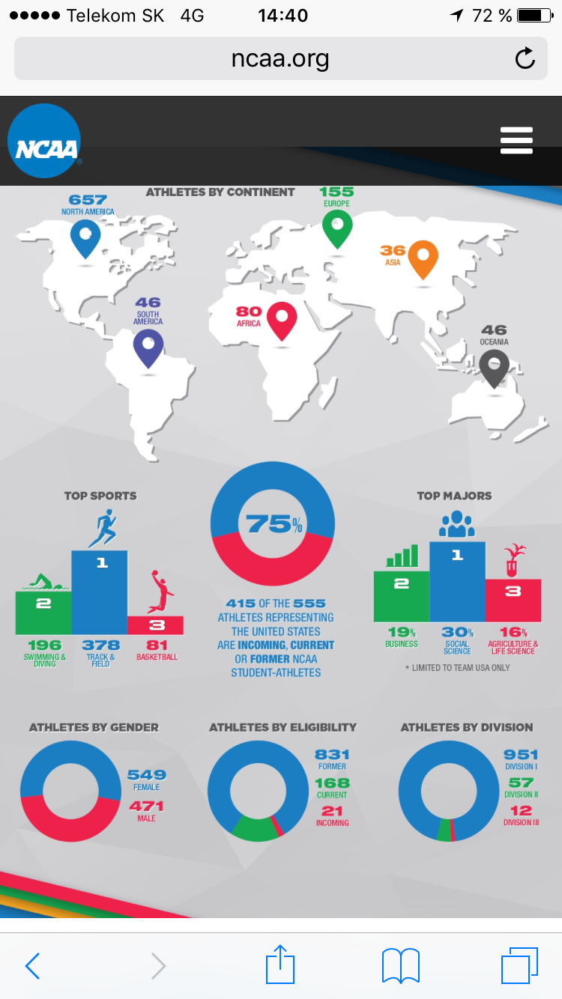 Telekom SK 4G 14:40 72 %
ncaa.org
NCAA®
ATHLETES BY CONTINENT
657
NORTH AMERICA
155
EUROPE
36
ASIA
46
SOUTH
AMERICA
80
AFRICA
46
OCEANIA
TOP SPORTS
1
2
3
196
SWIMMING &
DIVING
378
TRACK &
FIELD
81
BASKETBALL
75%
415 OF THE 555
ATHLETES REPRESENTING
THE UNITED STATES
ARE INCOMING, CURRENT
OR FORMER NCAA
STUDENT-ATHLETES
TOP MAJORS
1
2
3
19%
BUSINESS
30%
SOCIAL
SCIENCE
16%
AGRICULTURE &
LIFE SCIENCE
* LIMITED TO TEAM USA ONLY
ATHLETES BY GENDER
549
FEMALE
471
MALE
ATHLETES BY ELIGIBILITY
831
FORMER
168
CURRENT
21
INCOMING
ATHLETES BY DIVISION
951
DIVISION I
57
DIVISION II
12
DIVISION III